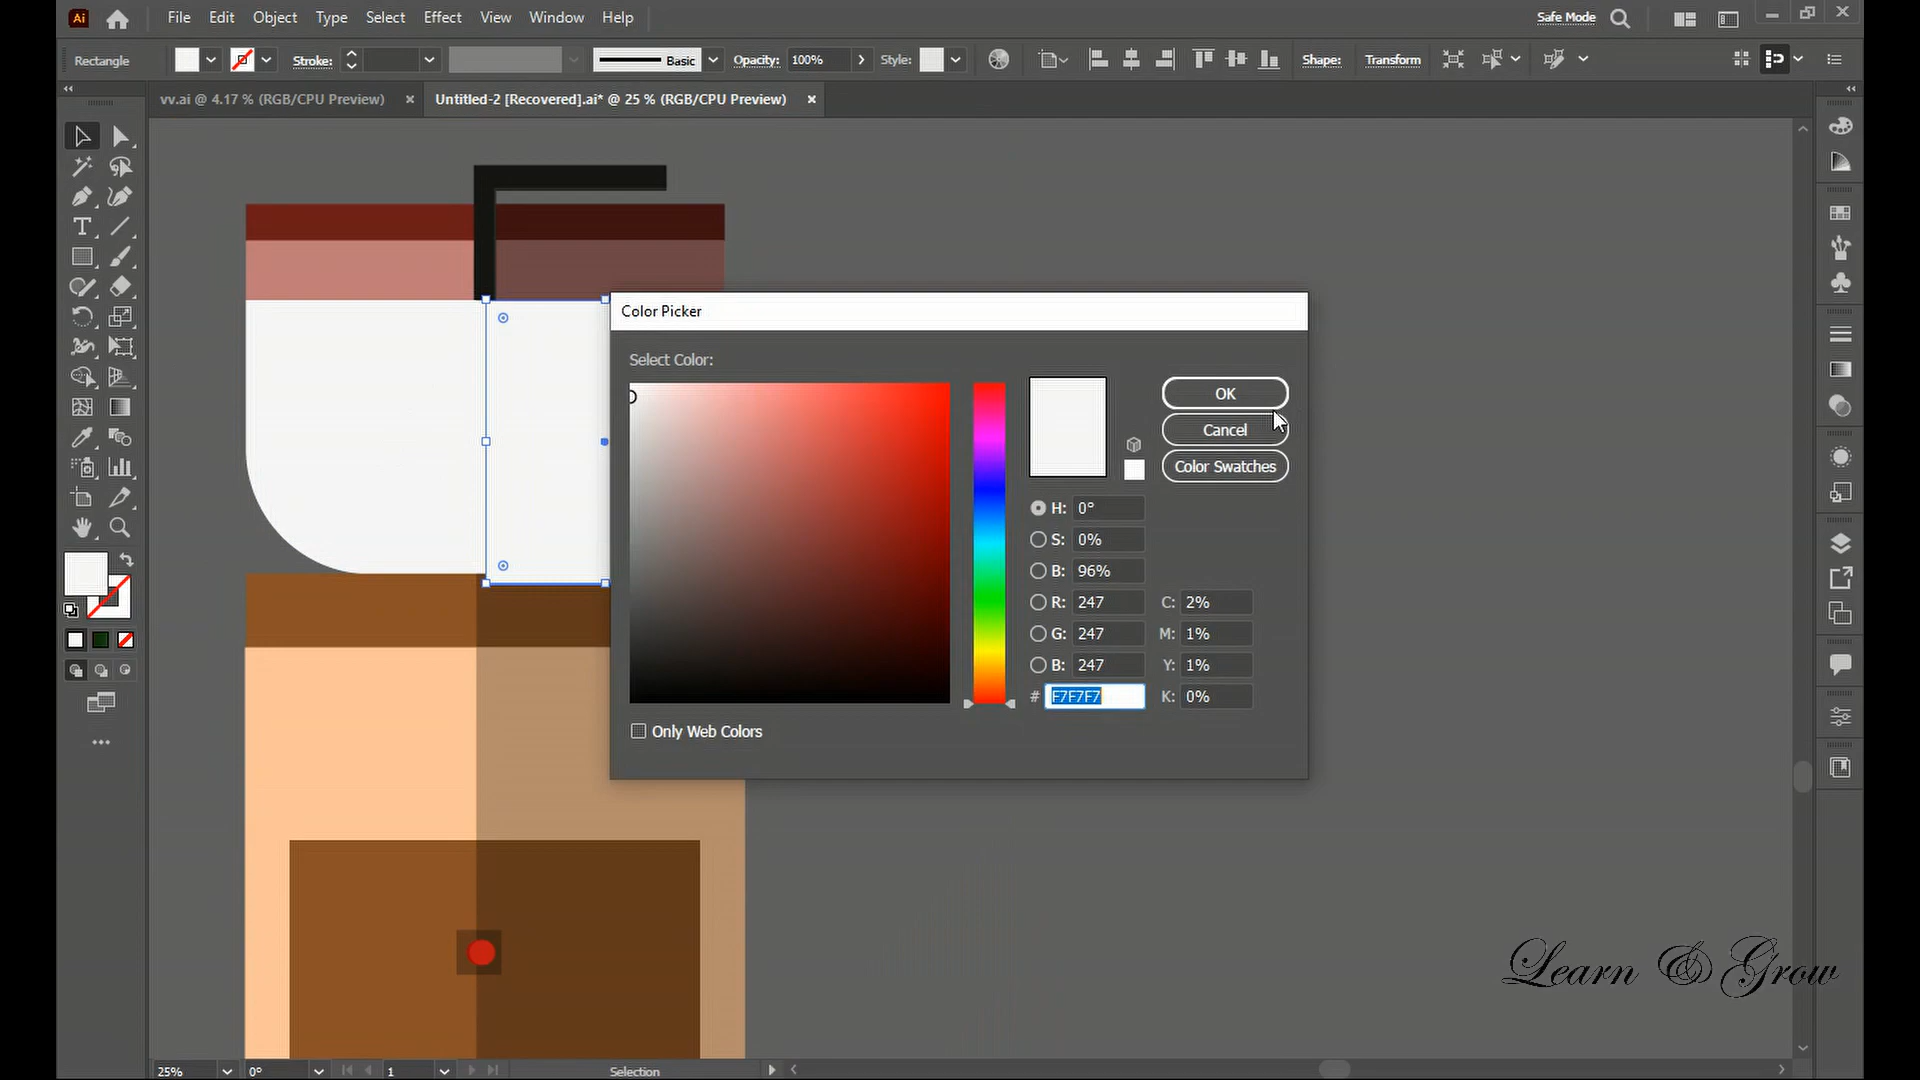 Ai File Edit Object Type Select Effect View Window Help Safe Mode
Rectangle Stroke: Basic Opacity: 100% Style: Shape: Transform
vv.ai @ 4.17 % (RGB/CPU Preview) × Untitled-2 [Recovered].ai* @ 25 % (RGB/CPU Preview) ×
Color Picker
Select Color:
OK
Cancel
Color Swatches
H: 0°
S: 0%
B: 96%
R: 247 C: 2%
G: 247 M: 1%
B: 247 Y: 1%
# F7F7F7 K: 0%
Only Web Colors
Learn & Grow
25% 0° 1 Selection